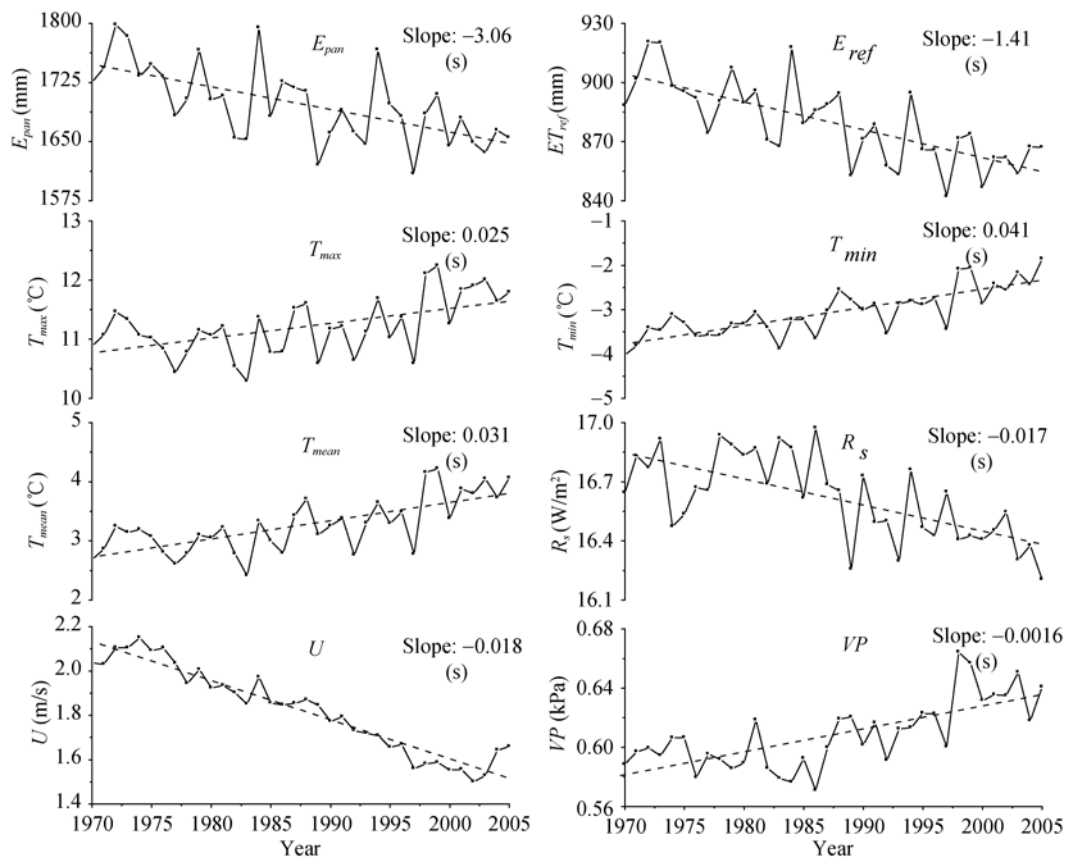 1800
1725
1650
1575
E_pan (mm)
E_pan
Slope: −3.06
(s)
930
900
870
840
ET_ref (mm)
E_ref
Slope: −1.41
(s)
13
12
11
10
T_max (℃)
T_max
Slope: 0.025
(s)
−1
−2
−3
−4
−5
T_min (℃)
T_min
Slope: 0.041
(s)
5
4
3
2
T_mean (℃)
T_mean
Slope: 0.031
(s)
17.0
16.7
16.4
16.1
R_s (W/m²)
R_s
Slope: −0.017
(s)
2.2
2.0
1.8
1.6
1.4
U (m/s)
U
Slope: −0.018
(s)
1970 1975 1980 1985 1990 1995 2000 2005
Year
0.68
0.64
0.60
0.56
VP (kPa)
VP
Slope: −0.0016
(s)
1970 1975 1980 1985 1990 1995 2000 2005
Year